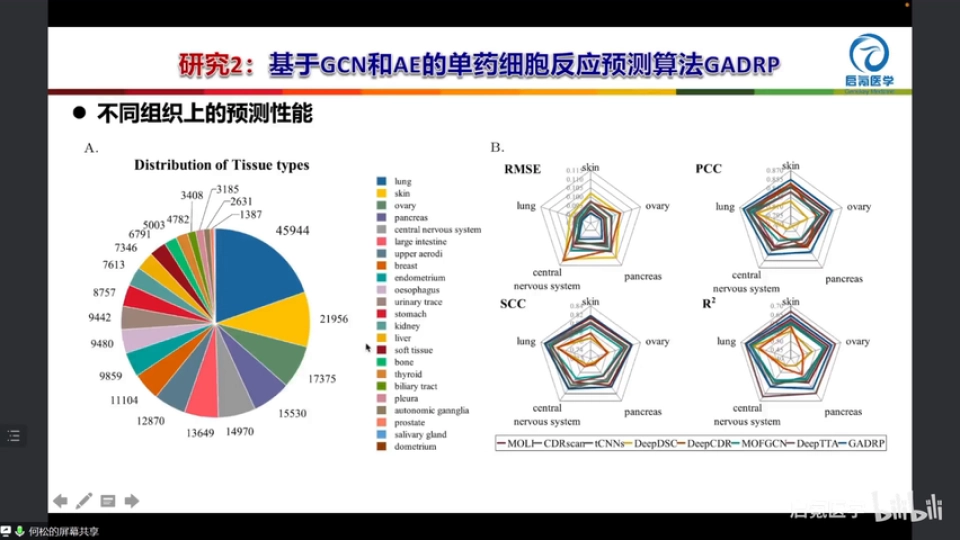 研究2：基于GCN和AE的单药细胞反应预测算法GADRP
启氪医学
● 不同组织上的预测性能
A.
Distribution of Tissue types
45944
21956
17375
15530
14970
13649
12870
11104
9859
9480
9442
8757
7613
7346
6791
5003
4782
3408
3185
2631
1387
lung
skin
ovary
pancreas
central nervous system
large intestine
upper aerodi
breast
endometrium
oesophagus
urinary trace
stomach
kidney
liver
soft tissue
bone
thyroid
biliary tract
pleura
autonomic ganglia
prostate
salivary gland
dometrium
B.
RMSE
skin
ovary
pancreas
central
nervous system
lung
PCC
skin
ovary
pancreas
central
nervous system
lung
SCC
skin
ovary
pancreas
central
nervous system
lung
R²
skin
ovary
pancreas
central
nervous system
lung
MOLI CDRscan tCNNs DeepDSC DeepCDR MOFGCN DeepTTA GADRP
bilibili
何松的屏幕共享